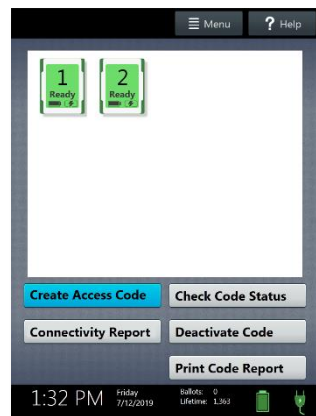 Menu
? Help
1 2
Ready Ready
Create Access Code Check Code Status
Connectivity Report Deactivate Code
Print Code Report
1:32 PM Friday Ballots: 0
7/12/2019 Lifetime: 1,363